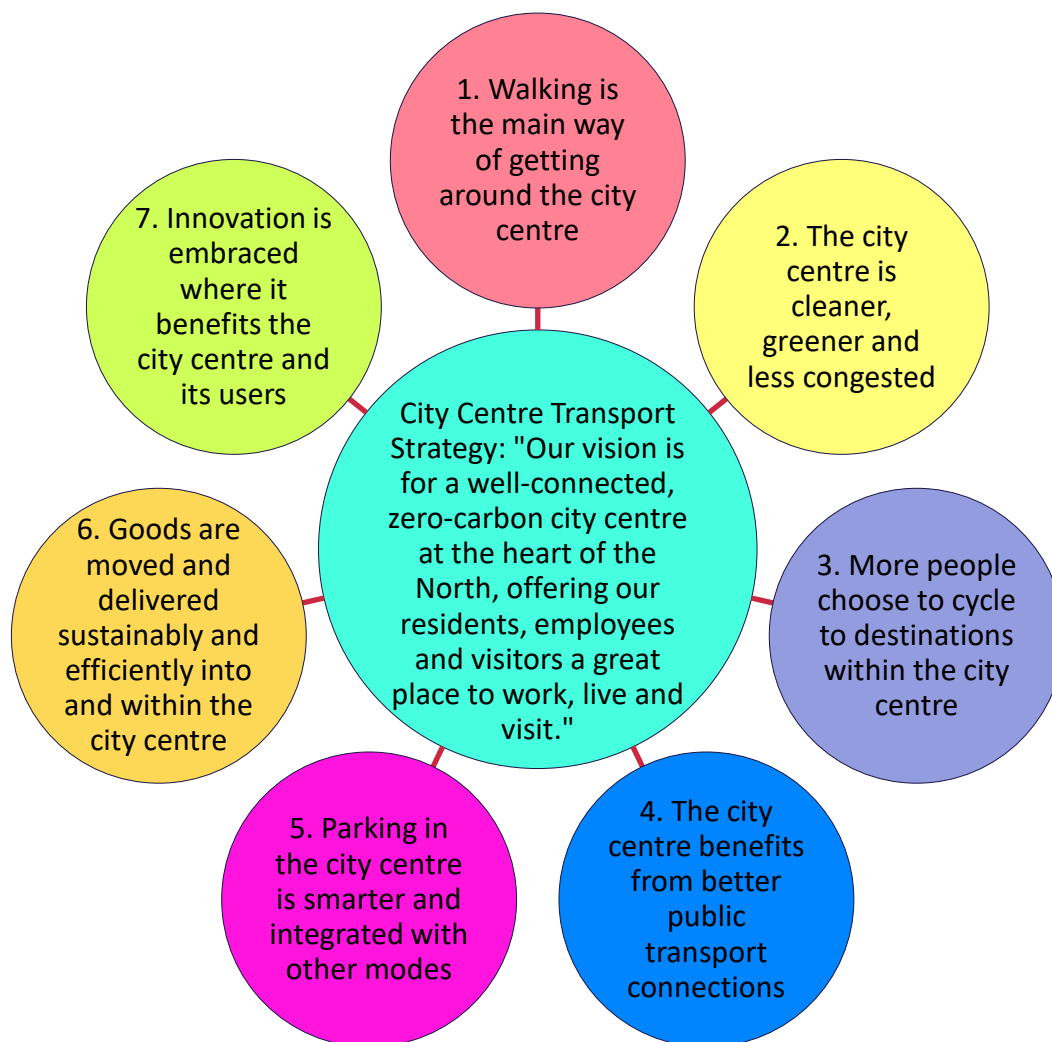 1. Walking is
the main way
of getting
around the city
centre
2. The city
centre is
cleaner,
greener and
less congested
3. More people
choose to cycle
to destinations
within the city
centre
4. The city
centre benefits
from better
public
transport
connections
5. Parking in
the city centre
is smarter and
integrated with
other modes
6. Goods are
moved and
delivered
sustainably and
efficiently into
and within the
city centre
7. Innovation is
embraced
where it
benefits the
city centre and
its users
City Centre Transport
Strategy: "Our vision is
for a well-connected,
zero-carbon city centre
at the heart of the
North, offering our
residents, employees
and visitors a great
place to work, live and
visit."